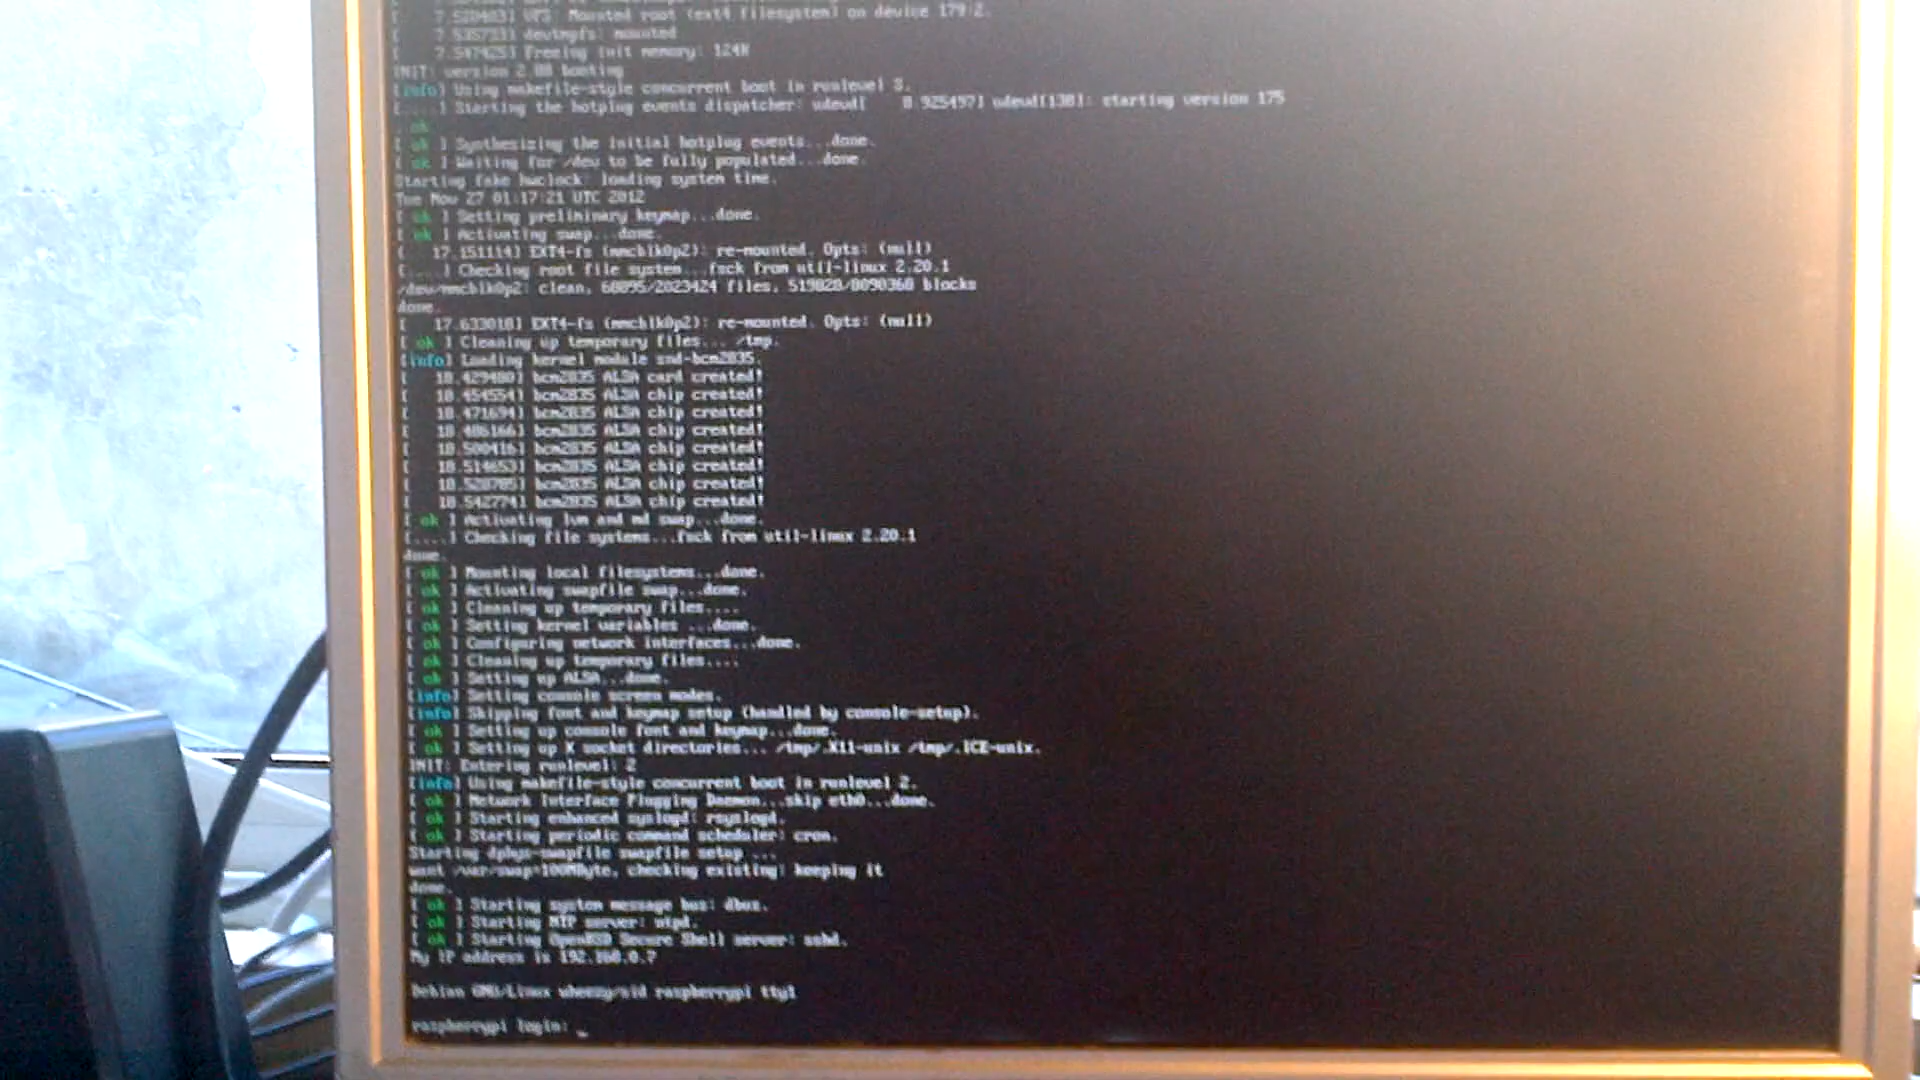 [ 7.520403] VFS: Mounted root (ext4 filesystem) on device 179:2.
[ 7.535733] devtmpfs: mounted
[ 7.547425] Freeing init memory: 124K
INIT: version 2.88 booting
[info] Using makefile-style concurrent boot in runlevel S.
[....] Starting the hotplug events dispatcher: udevd[ 8.925497] udevd[138]: starting version 175
. ok
[ ok ] Synthesizing the initial hotplug events...done.
[ ok ] Waiting for /dev to be fully populated...done.
Starting fake hwclock: loading system time.
Tue Nov 27 01:17:21 UTC 2012
[ ok ] Setting preliminary keymap...done.
[ ok ] Activating swap...done.
[ 17.151114] EXT4-fs (mmcblk0p2): re-mounted. Opts: (null)
[....] Checking root file system...fsck from util-linux 2.20.1
/dev/mmcblk0p2: clean, 68095/2023424 files, 519828/8090368 blocks
done.
[ 17.633018] EXT4-fs (mmcblk0p2): re-mounted. Opts: (null)
[ ok ] Cleaning up temporary files... /tmp.
[info] Loading kernel module snd-bcm2835.
[ 18.429480] bcm2835 ALSA card created!
[ 18.454554] bcm2835 ALSA chip created!
[ 18.471694] bcm2835 ALSA chip created!
[ 18.486166] bcm2835 ALSA chip created!
[ 18.500416] bcm2835 ALSA chip created!
[ 18.514653] bcm2835 ALSA chip created!
[ 18.528785] bcm2835 ALSA chip created!
[ 18.542774] bcm2835 ALSA chip created!
[ ok ] Activating lvm and md swap...done.
[....] Checking file systems...fsck from util-linux 2.20.1
done.
[ ok ] Mounting local filesystems...done.
[ ok ] Activating swapfile swap...done.
[ ok ] Cleaning up temporary files....
[ ok ] Setting kernel variables ...done.
[ ok ] Configuring network interfaces...done.
[ ok ] Cleaning up temporary files....
[ ok ] Setting up ALSA...done.
[info] Setting console screen modes.
[info] Skipping font and keymap setup (handled by console-setup).
[ ok ] Setting up console font and keymap...done.
[ ok ] Setting up X socket directories... /tmp/.X11-unix /tmp/.ICE-unix.
INIT: Entering runlevel: 2
[info] Using makefile-style concurrent boot in runlevel 2.
[ ok ] Network Interface Plugging Daemon...skip eth0...done.
[ ok ] Starting enhanced syslogd: rsyslogd.
[ ok ] Starting periodic command scheduler: cron.
Starting dphys-swapfile swapfile setup ...
want /var/swap=100MByte, checking existing: keeping it
done.
[ ok ] Starting system message bus: dbus.
[ ok ] Starting NTP server: ntpd.
[ ok ] Starting OpenBSD Secure Shell server: sshd.
My IP address is 192.168.0.7
Debian GNU/Linux wheezy/sid raspberrypi tty1
raspberrypi login: _